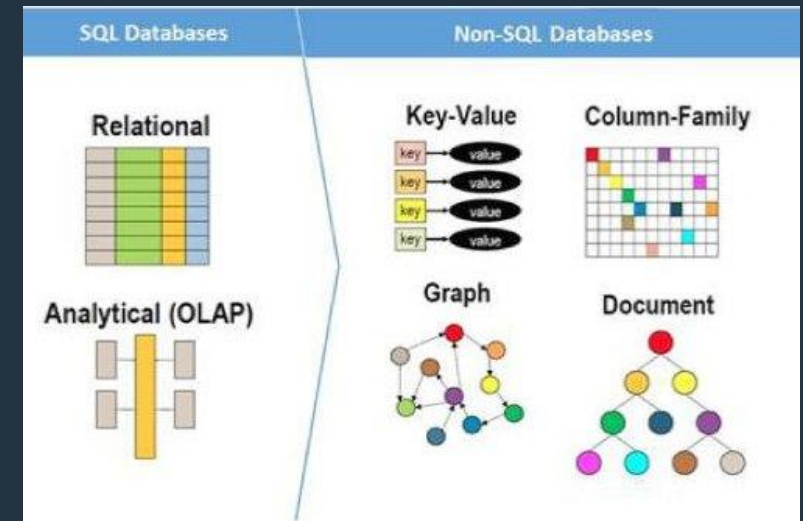 SQL Databases
Non-SQL Databases
Relational
Analytical (OLAP)
Key-Value
key value
key value
key value
key value
Column-Family
Graph
Document